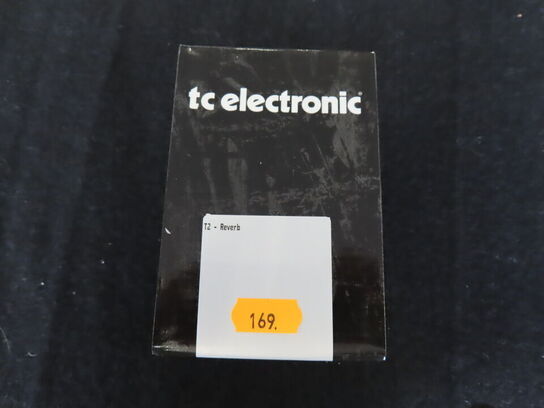 tc electronic®
T2 - Reverb
169.